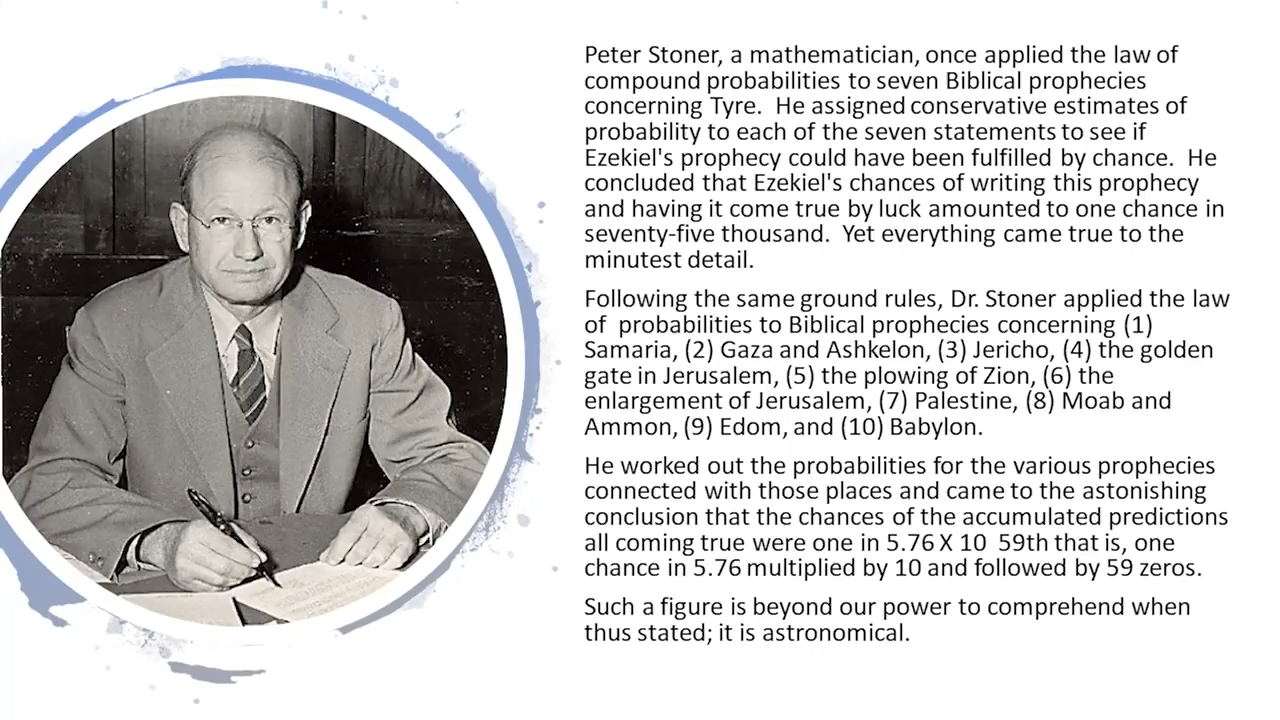 Peter Stoner, a mathematician, once applied the law of
compound probabilities to seven Biblical prophecies
concerning Tyre.  He assigned conservative estimates of
probability to each of the seven statements to see if
Ezekiel's prophecy could have been fulfilled by chance.  He
concluded that Ezekiel's chances of writing this prophecy
and having it come true by luck amounted to one chance in
seventy-five thousand.  Yet everything came true to the
minutest detail.
Following the same ground rules, Dr. Stoner applied the law
of  probabilities to Biblical prophecies concerning (1)
Samaria, (2) Gaza and Ashkelon, (3) Jericho, (4) the golden
gate in Jerusalem, (5) the plowing of Zion, (6) the
enlargement of Jerusalem, (7) Palestine, (8) Moab and
Ammon, (9) Edom, and (10) Babylon.
He worked out the probabilities for the various prophecies
connected with those places and came to the astonishing
conclusion that the chances of the accumulated predictions
all coming true were one in 5.76 X 10  59th that is, one
chance in 5.76 multiplied by 10 and followed by 59 zeros.
Such a figure is beyond our power to comprehend when
thus stated; it is astronomical.